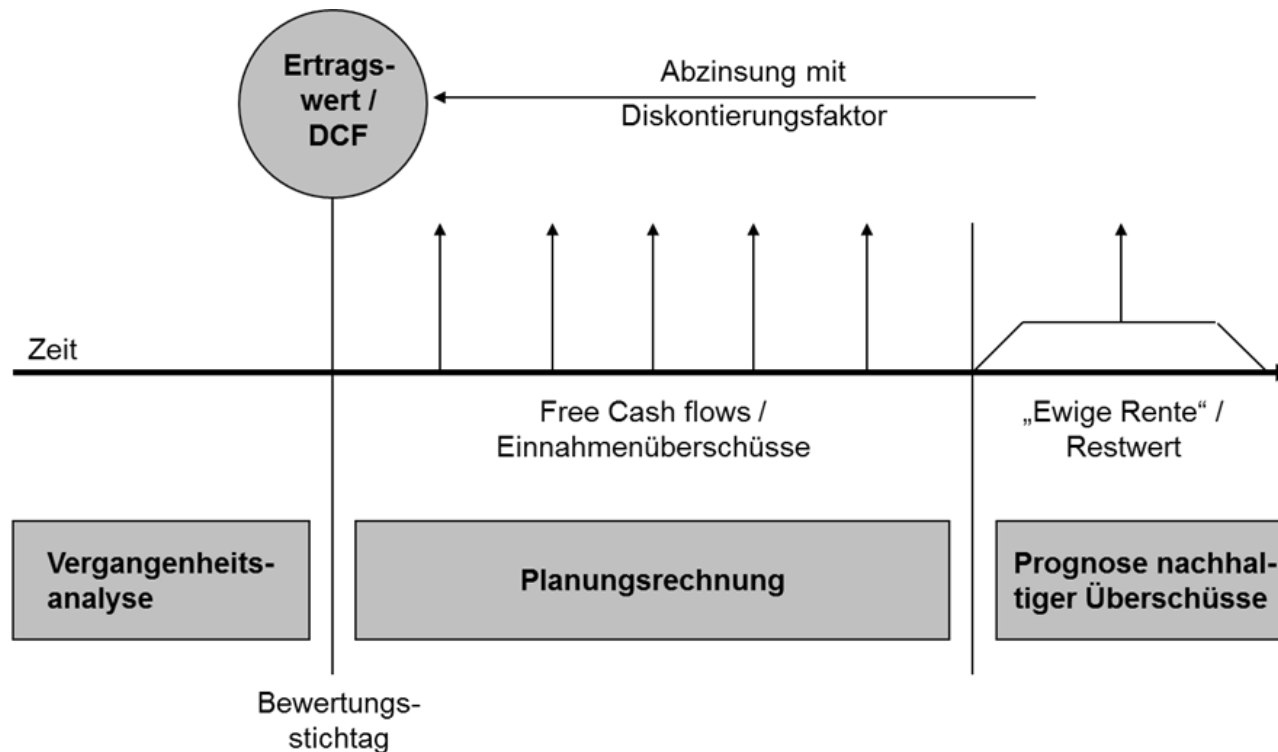 Ertrags-
wert /
DCF
Abzinsung mit
Diskontierungsfaktor
Zeit
Free Cash flows /
Einnahmenüberschüsse
„Ewige Rente“ /
Restwert
Vergangenheits-
analyse
Planungsrechnung
Prognose nachhal-
tiger Überschüsse
Bewertungs-
stichtag